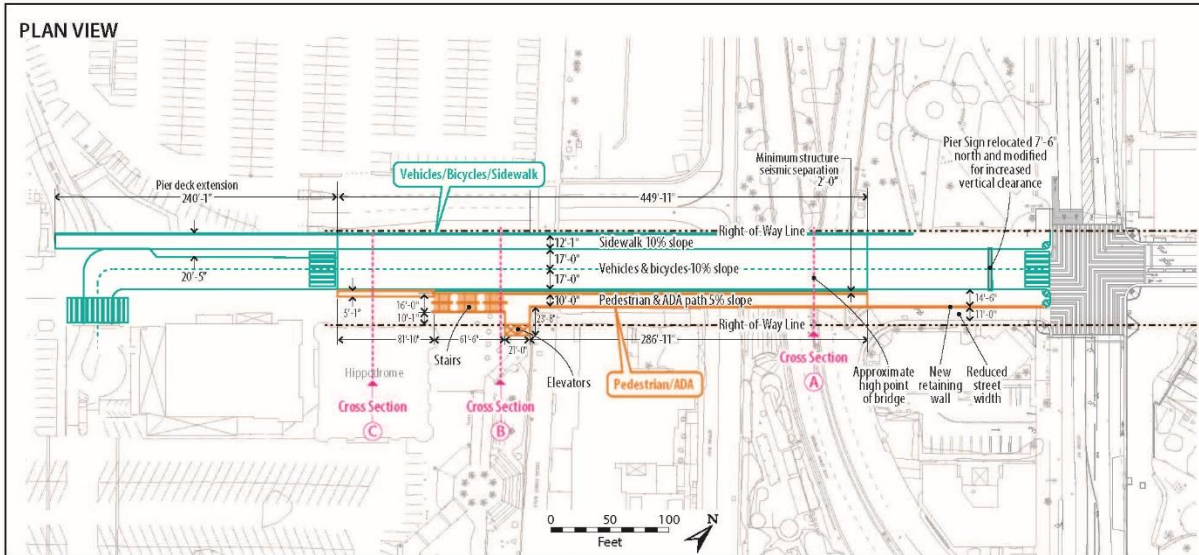 PLAN VIEW
Pier deck extension
240'-1"
Vehicles/Bicycles/Sidewalk
449'-11"
Minimum structure
seismic separation
2'-0"
Pier Sign relocated 7'-6"
north and modified
for increased
vertical clearance
Right-of-Way Line
12'-1"
Sidewalk 10% slope
17'-0"
Vehicles & bicycles 10% slope
17'-0"
20'-5"
10'-0"
Pedestrian & ADA path 5% slope
14'-6"
11'-0"
5'-1"
16'-0"
10'-1"
23'-8"
Right-of-Way Line
81'-10"
61'-6"
21'-0"
286'-11"
Stairs
Elevators
Pedestrian/ADA
Hippodrome
Cross Section
C
Cross Section
B
Cross Section
A
Approximate
high point
of bridge
New
retaining
wall
Reduced
street
width
0 50 100
Feet
N